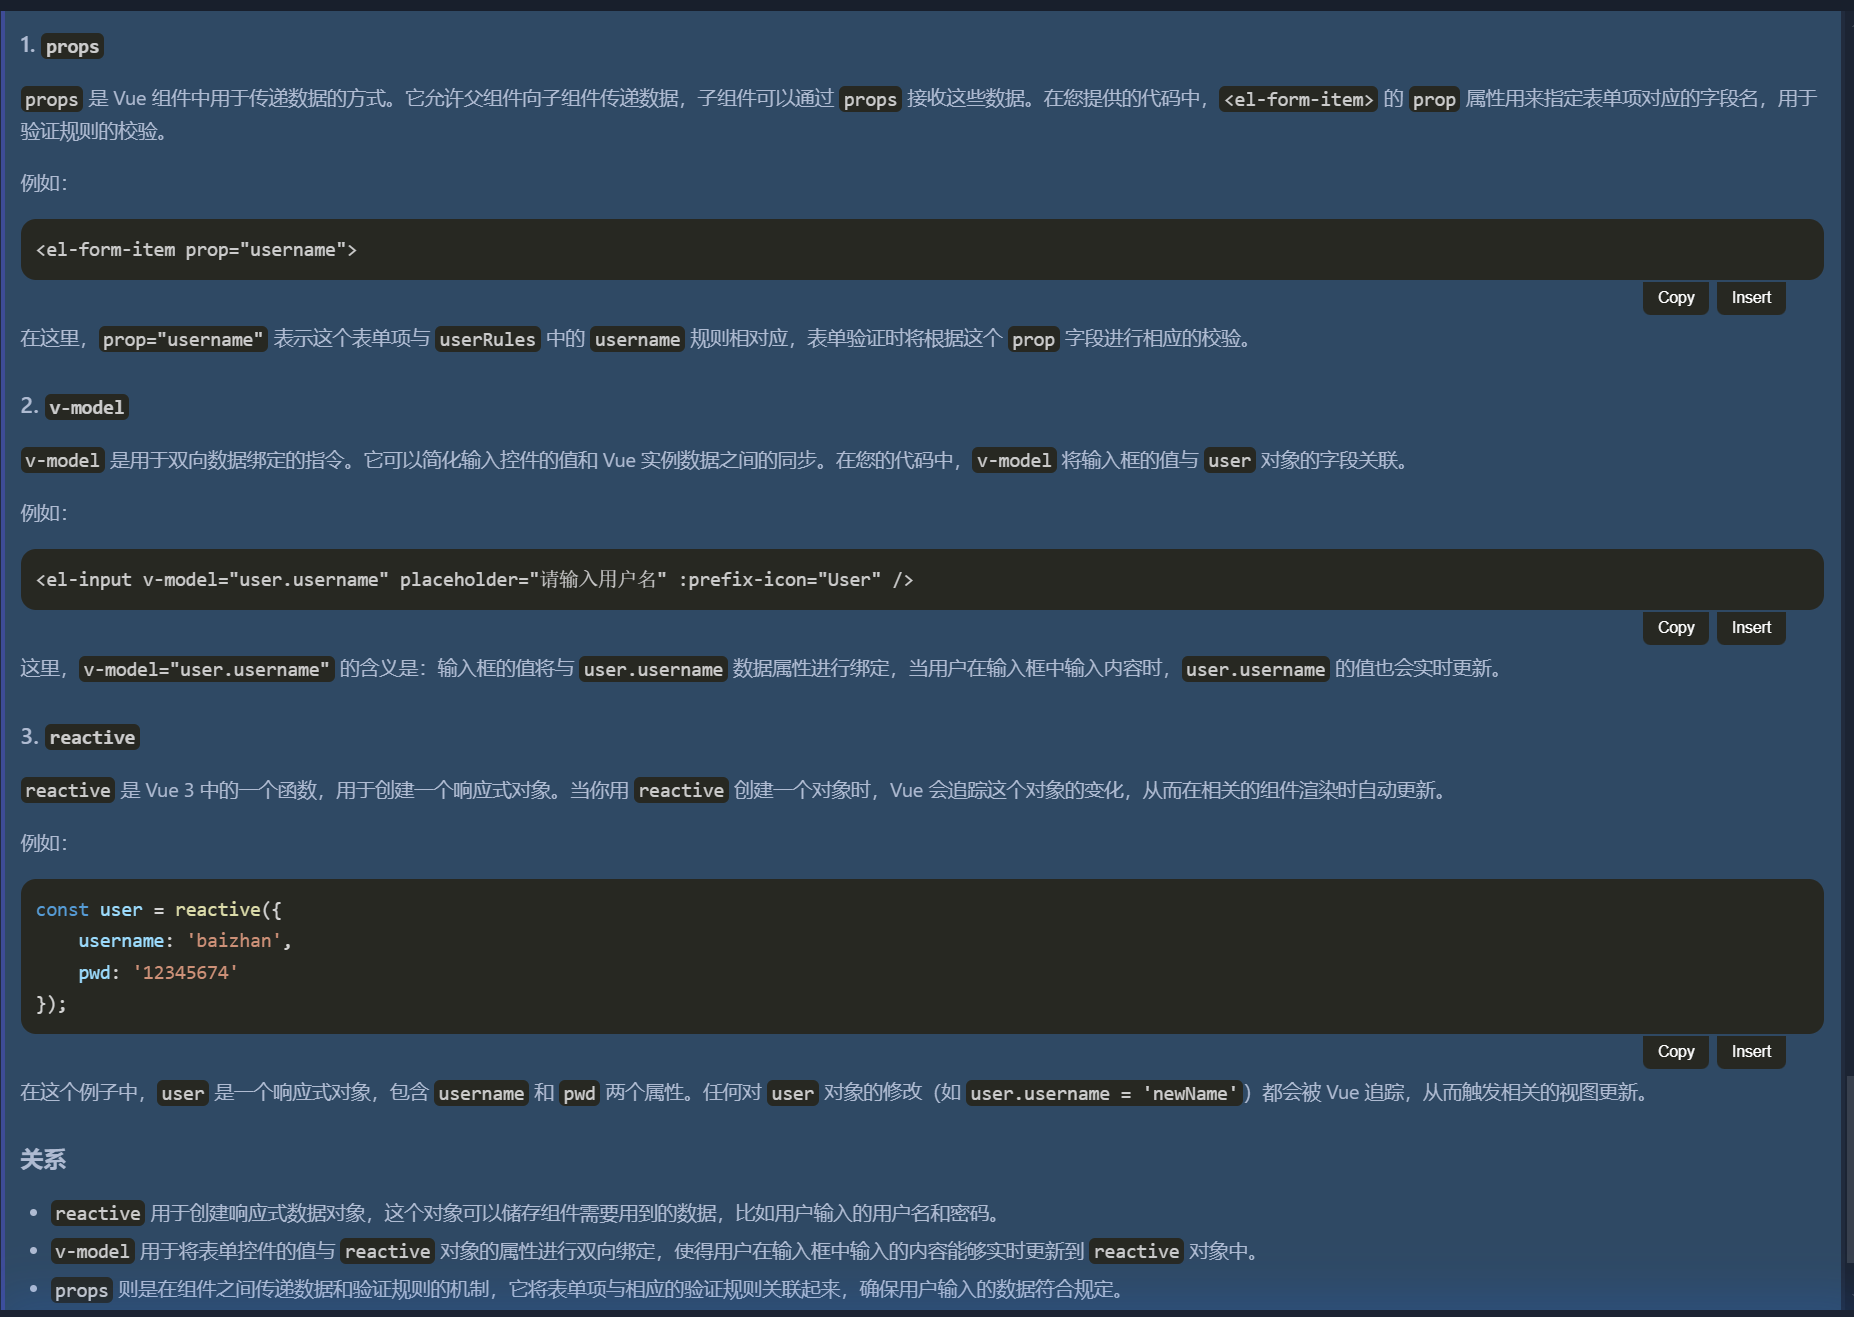 1. props
props 是 Vue 组件中用于传递数据的方式。它允许父组件向子组件传递数据，子组件可以通过 props 接收这些数据。在您提供的代码中，<el-form-item> 的 prop 属性用来指定表单项对应的字段名，用于
验证规则的校验。
例如：
<el-form-item prop="username">
Copy Insert
在这里，prop="username" 表示这个表单项与 userRules 中的 username 规则相对应，表单验证时将根据这个 prop 字段进行相应的校验。
2. v-model
v-model 是用于双向数据绑定的指令。它可以简化输入控件的值和 Vue 实例数据之间的同步。在您的代码中，v-model 将输入框的值与 user 对象的字段关联。
例如：
<el-input v-model="user.username" placeholder="请输入用户名" :prefix-icon="User" />
Copy Insert
这里，v-model="user.username" 的含义是：输入框的值将与 user.username 数据属性进行绑定，当用户在输入框中输入内容时，user.username 的值也会实时更新。
3. reactive
reactive 是 Vue 3 中的一个函数，用于创建一个响应式对象。当你用 reactive 创建一个对象时，Vue 会追踪这个对象的变化，从而在相关的组件渲染时自动更新。
例如：
const user = reactive({
    username: 'baizhan',
    pwd: '12345674'
});
Copy Insert
在这个例子中，user 是一个响应式对象，包含 username 和 pwd 两个属性。任何对 user 对象的修改（如 user.username = 'newName'）都会被 Vue 追踪，从而触发相关的视图更新。
关系
• reactive 用于创建响应式数据对象，这个对象可以储存组件需要用到的数据，比如用户输入的用户名和密码。
• v-model 用于将表单控件的值与 reactive 对象的属性进行双向绑定，使得用户在输入框中输入的内容能够实时更新到 reactive 对象中。
• props 则是在组件之间传递数据和验证规则的机制，它将表单项与相应的验证规则关联起来，确保用户输入的数据符合规定。